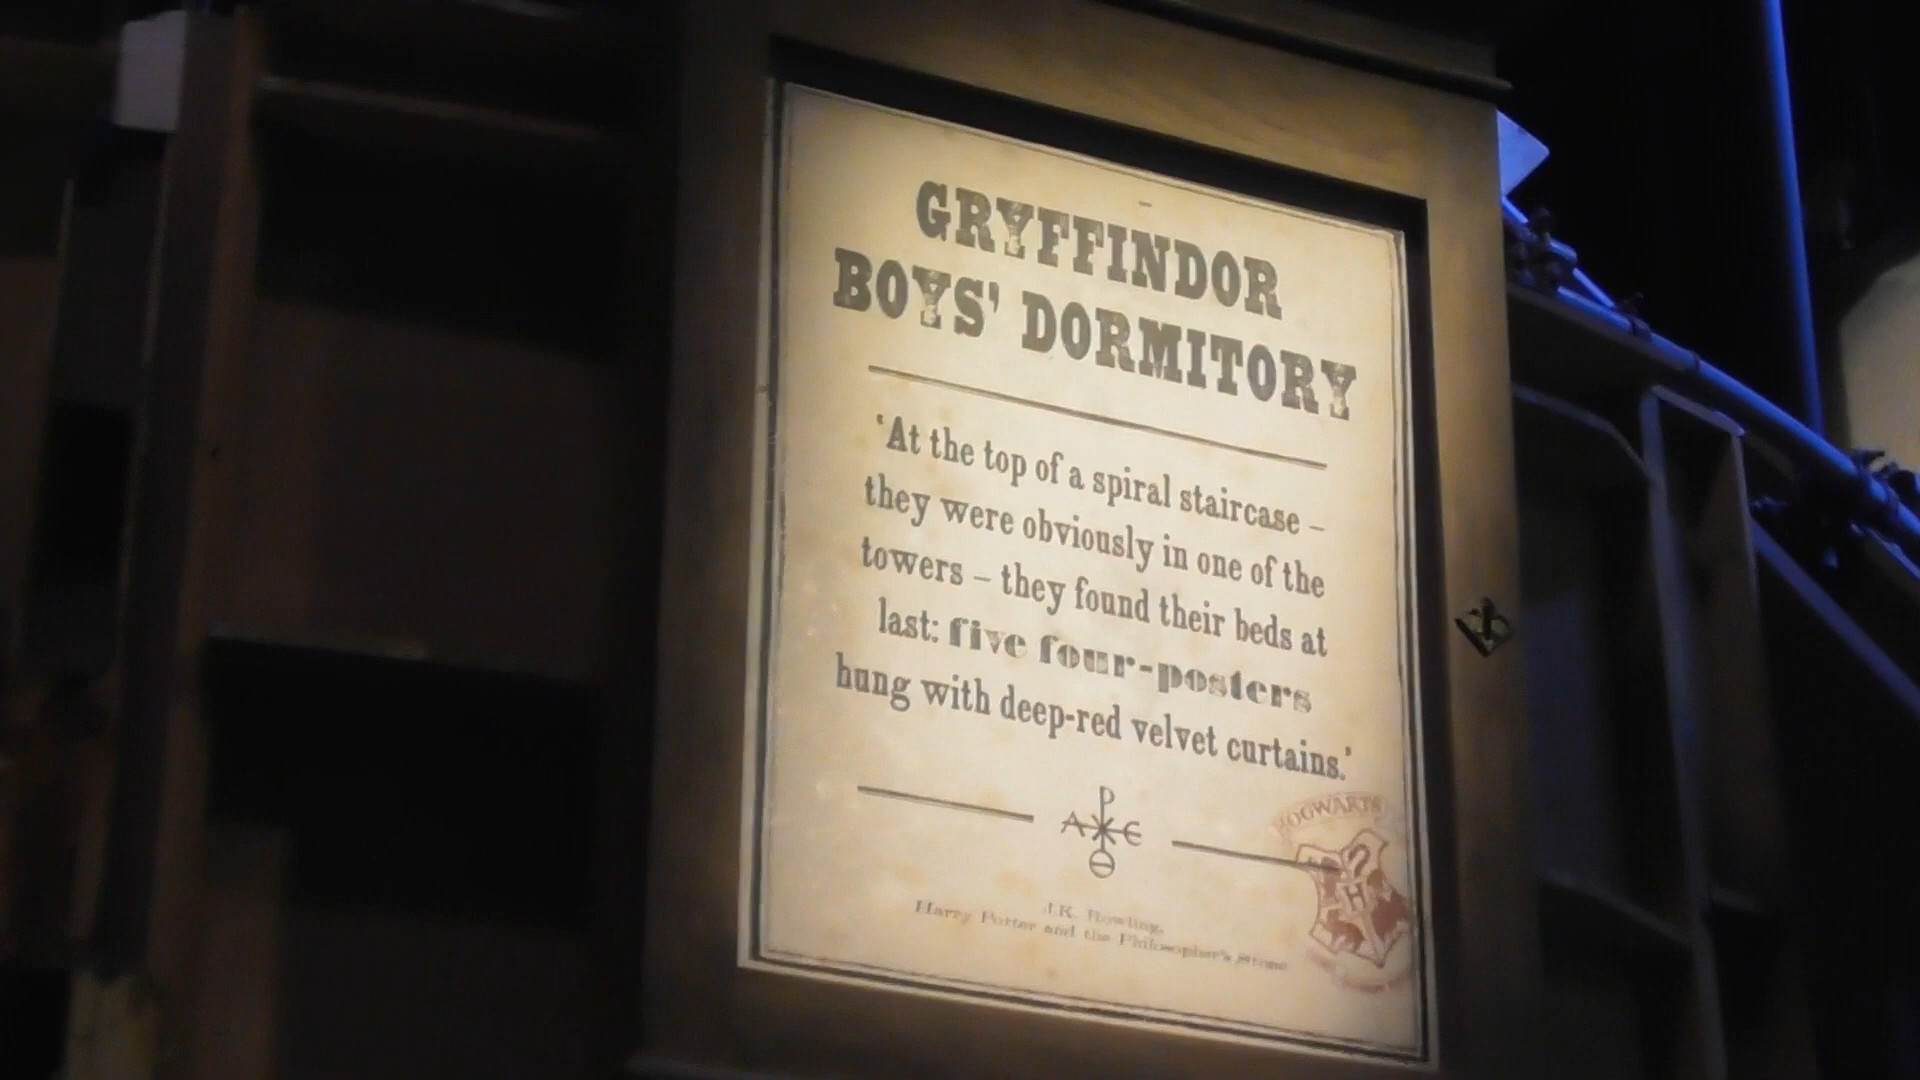 GRYFFINDOR
BOYS' DORMITORY
‘At the top of a spiral staircase –
they were obviously in one of the
towers – they found their beds at
last: five four-posters
hung with deep-red velvet curtains.’
J.K. Rowling,
Harry Potter and the Philosopher's Stone
HOGWARTS
H